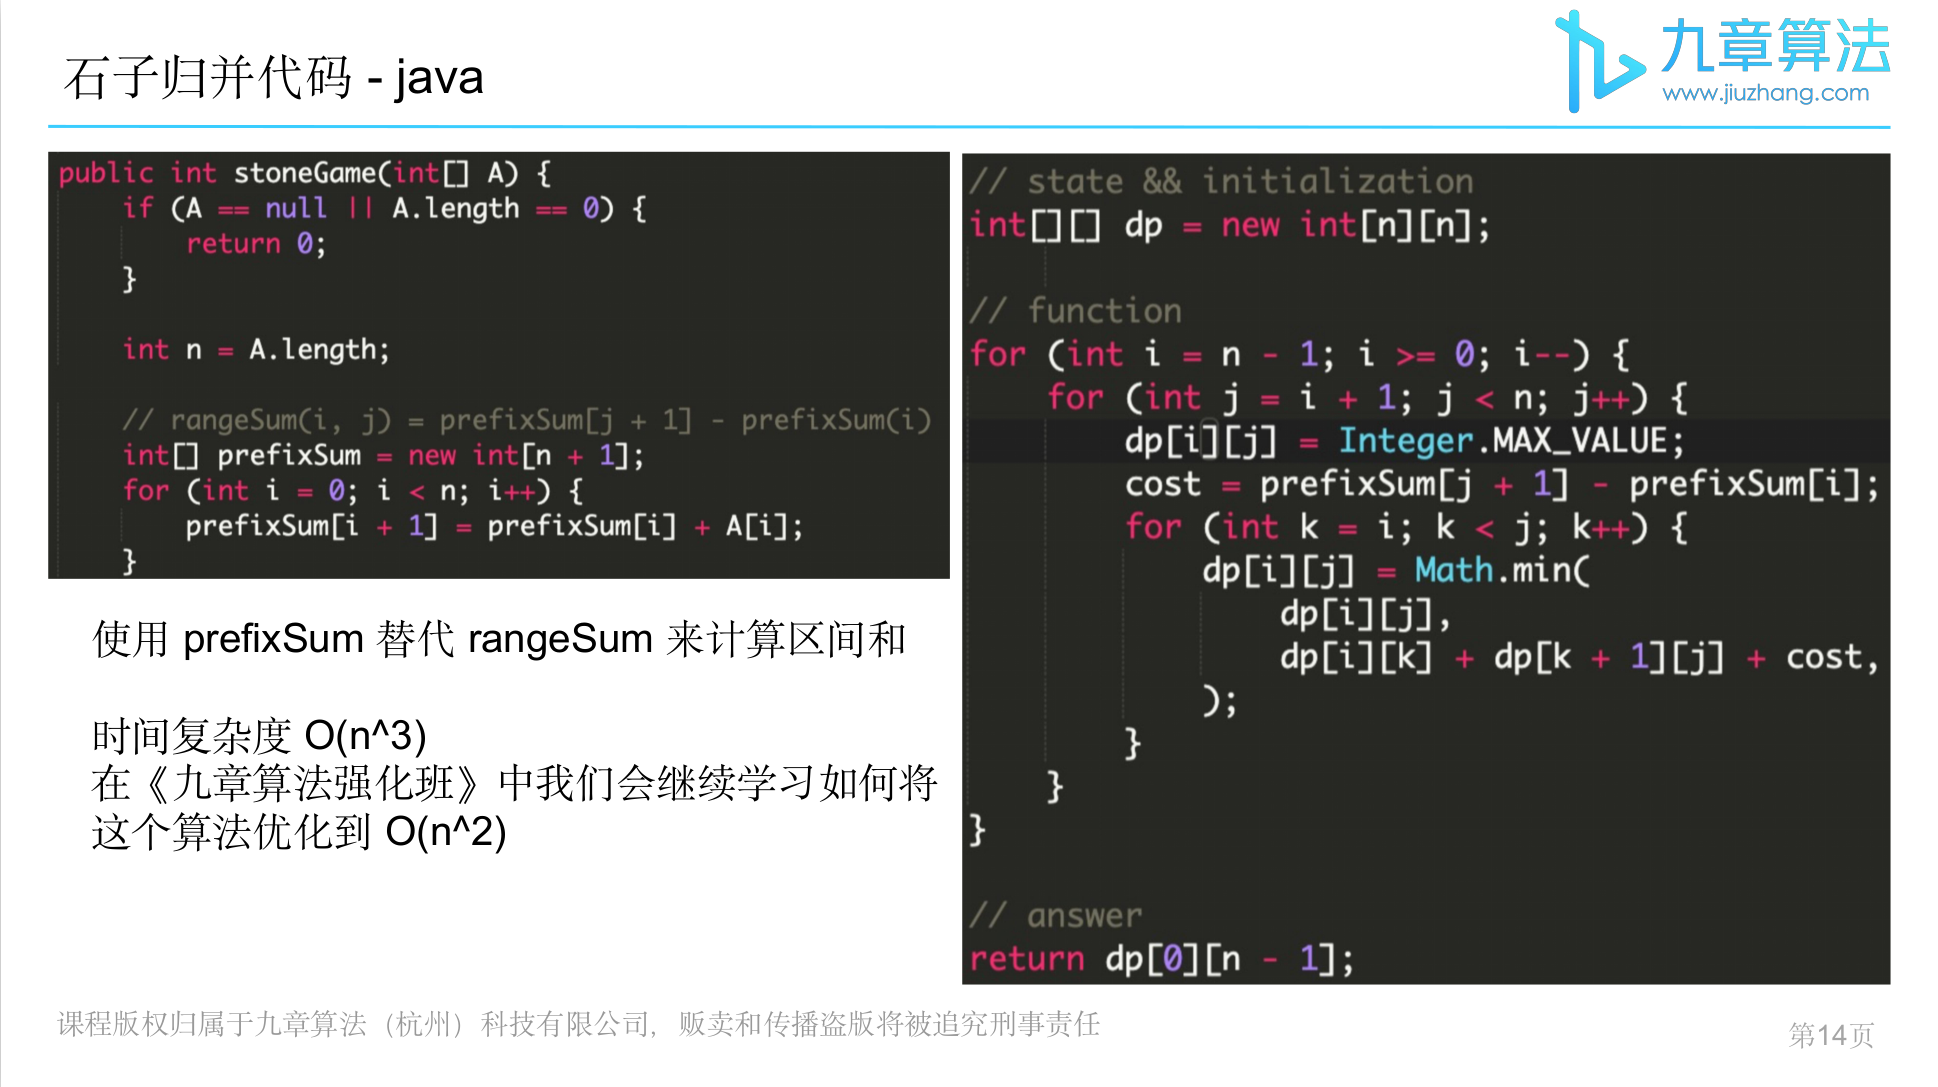 石子归并代码 - java
九章算法
www.jiuzhang.com
public int stoneGame(int[] A) {
    if (A == null || A.length == 0) {
        return 0;
    }

    int n = A.length;

    // rangeSum(i, j) = prefixSum[j + 1] - prefixSum(i)
    int[] prefixSum = new int[n + 1];
    for (int i = 0; i < n; i++) {
        prefixSum[i + 1] = prefixSum[i] + A[i];
    }
使用 prefixSum 替代 rangeSum 来计算区间和
时间复杂度 O(n^3)
在《九章算法强化班》中我们会继续学习如何将
这个算法优化到 O(n^2)
// state && initialization
int[][] dp = new int[n][n];

// function
for (int i = n - 1; i >= 0; i--) {
    for (int j = i + 1; j < n; j++) {
        dp[i][j] = Integer.MAX_VALUE;
        cost = prefixSum[j + 1] - prefixSum[i];
        for (int k = i; k < j; k++) {
            dp[i][j] = Math.min(
                dp[i][j],
                dp[i][k] + dp[k + 1][j] + cost,
            );
        }
    }
}

// answer
return dp[0][n - 1];
课程版权归属于九章算法（杭州）科技有限公司，贩卖和传播盗版将被追究刑事责任
第14页